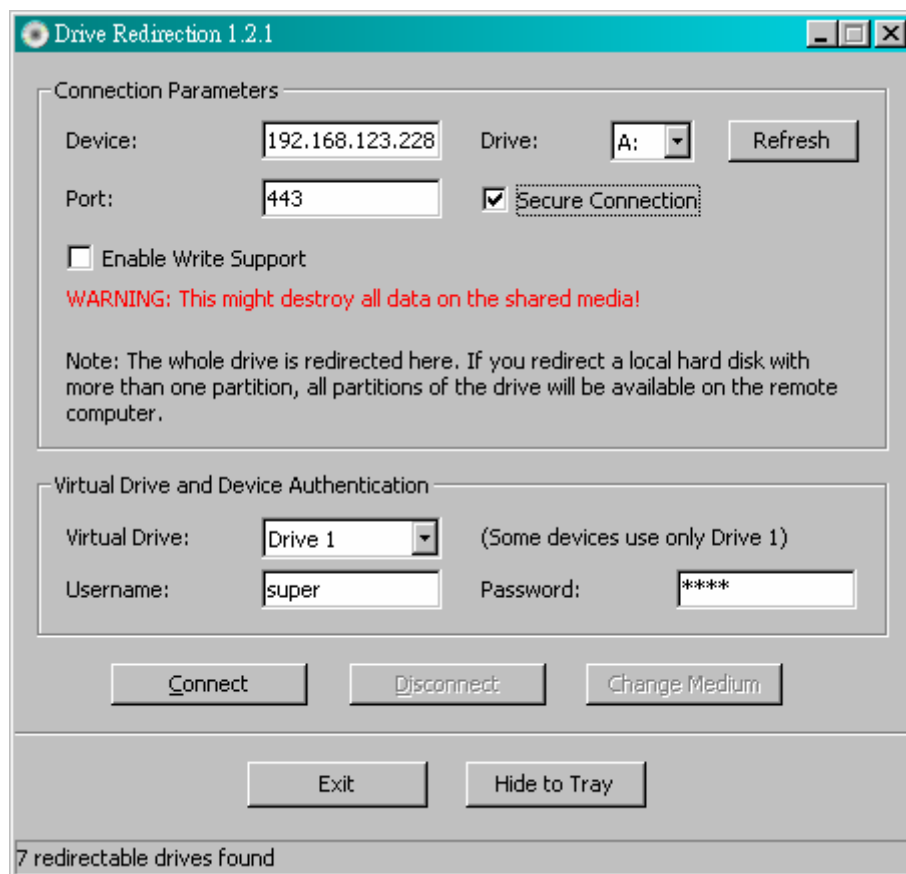 Drive Redirection 1.2.1
Connection Parameters
Device: 192.168.123.228 Drive: A: Refresh
Port: 443 Secure Connection
Enable Write Support
WARNING: This might destroy all data on the shared media!
Note: The whole drive is redirected here. If you redirect a local hard disk with
more than one partition, all partitions of the drive will be available on the remote
computer.
Virtual Drive and Device Authentication
Virtual Drive: Drive 1 (Some devices use only Drive 1)
Username: super Password: ****
Connect Disconnect Change Medium
Exit Hide to Tray
7 redirectable drives found